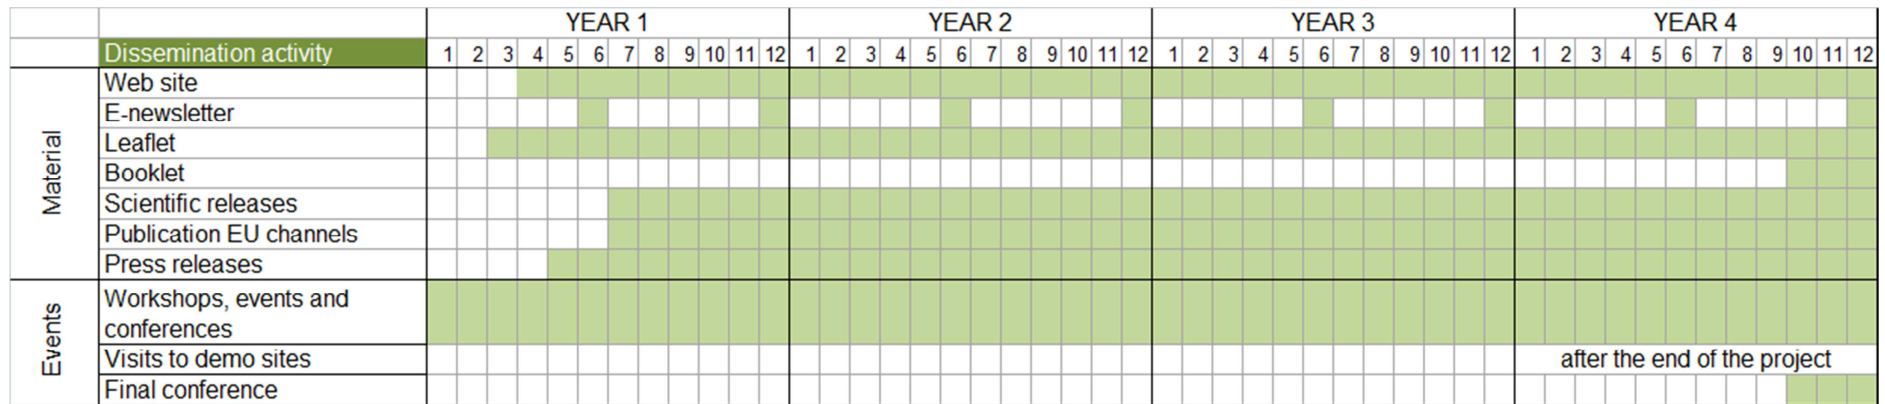 YEAR 1 YEAR 2 YEAR 3 YEAR 4
Dissemination activity 1 2 3 4 5 6 7 8 9 10 11 12 1 2 3 4 5 6 7 8 9 10 11 12 1 2 3 4 5 6 7 8 9 10 11 12 1 2 3 4 5 6 7 8 9 10 11 12
Material
Web site
E-newsletter
Leaflet
Booklet
Scientific releases
Publication EU channels
Press releases
Events
Workshops, events and
conferences
Visits to demo sites after the end of the project
Final conference